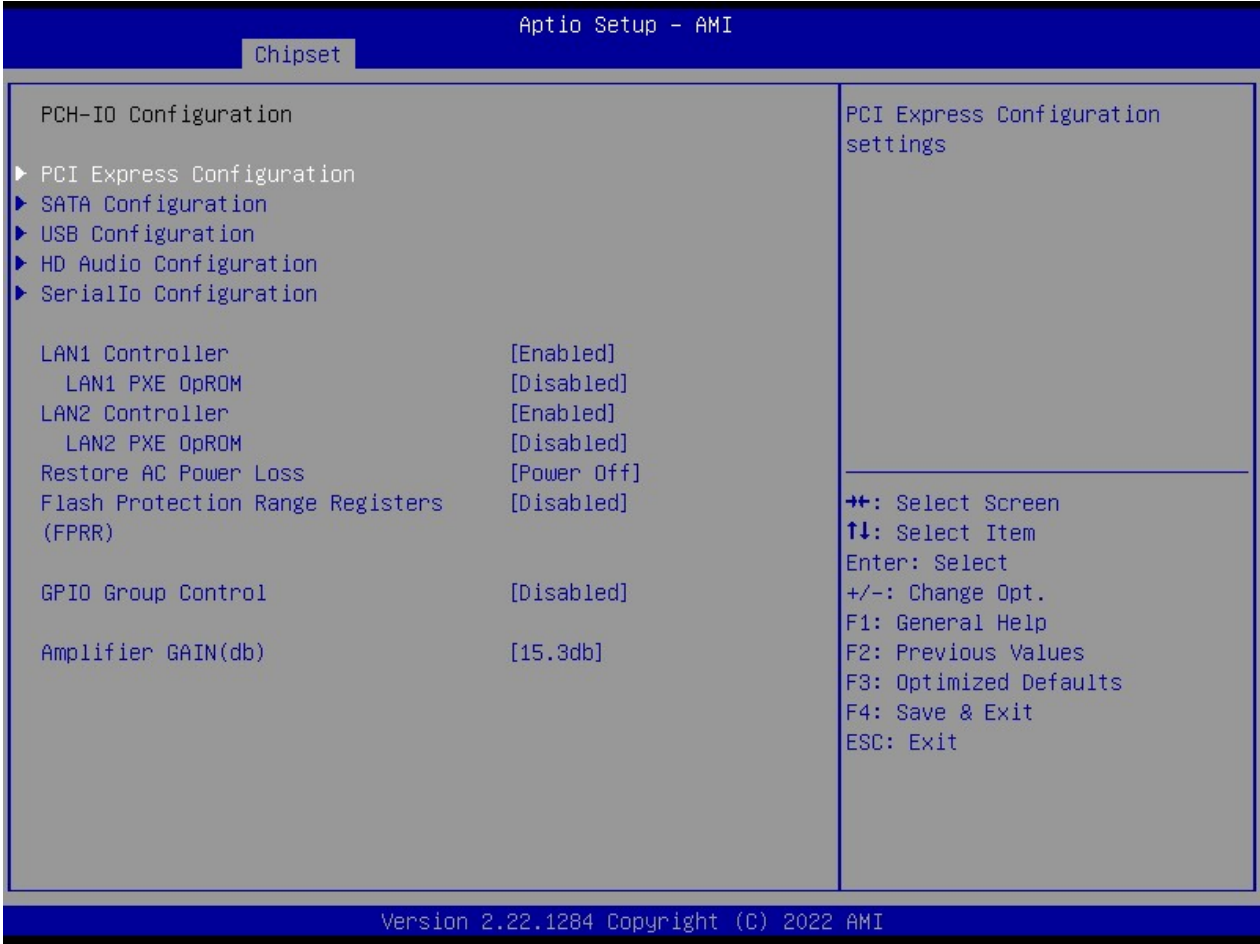 Aptio Setup – AMI
Chipset
PCH-IO Configuration
PCI Express Configuration
SATA Configuration
USB Configuration
HD Audio Configuration
SerialIo Configuration
LAN1 Controller [Enabled]
LAN1 PXE OpROM [Disabled]
LAN2 Controller [Enabled]
LAN2 PXE OpROM [Disabled]
Restore AC Power Loss [Power Off]
Flash Protection Range Registers [Disabled]
(FPRR)
GPIO Group Control [Disabled]
Amplifier GAIN(db) [15.3db]
PCI Express Configuration
settings
→←: Select Screen
↑↓: Select Item
Enter: Select
+/-: Change Opt.
F1: General Help
F2: Previous Values
F3: Optimized Defaults
F4: Save & Exit
ESC: Exit
Version 2.22.1284 Copyright (C) 2022 AMI